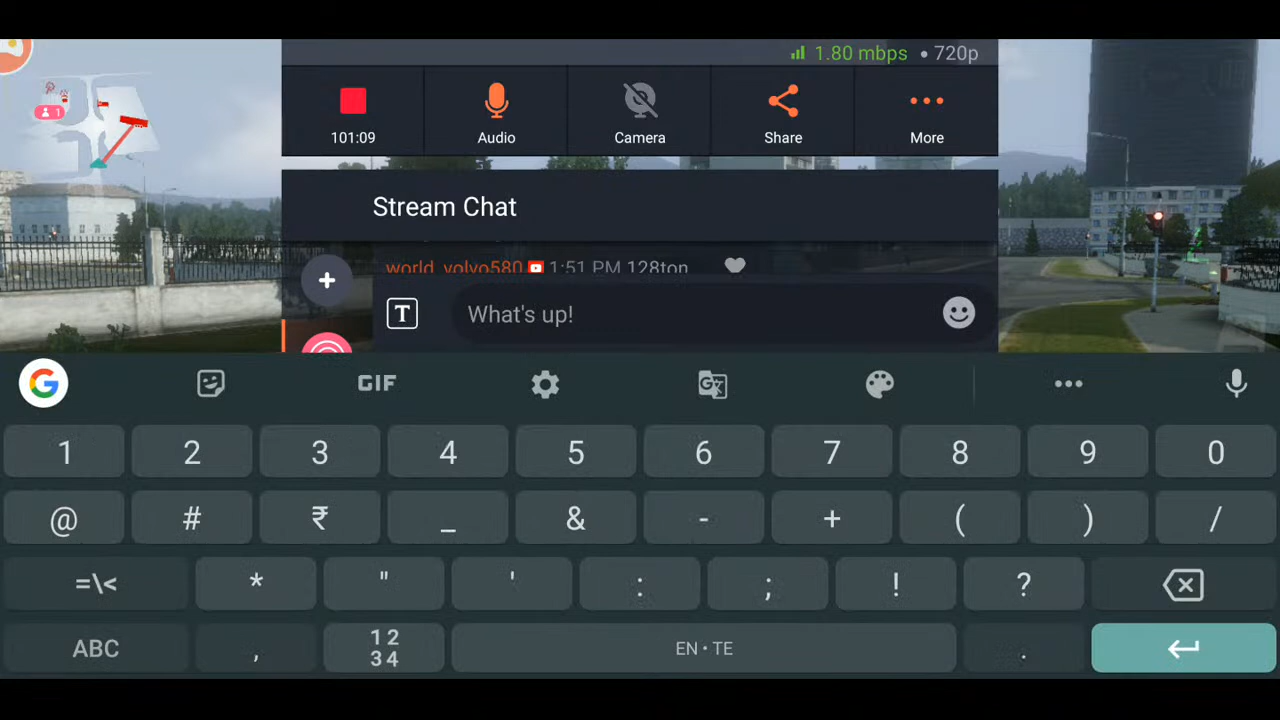 1.80 mbps • 720p
1
101:09
Audio
Camera
Share
More
Stream Chat
world_volvo580 1:51 PM 128ton
T What's up!
G GIF G
1 2 3 4 5 6 7 8 9 0
@ # ₹ _ & - + ( ) /
=\< * " ' : ; ! ?
ABC , 12 34 EN • TE .